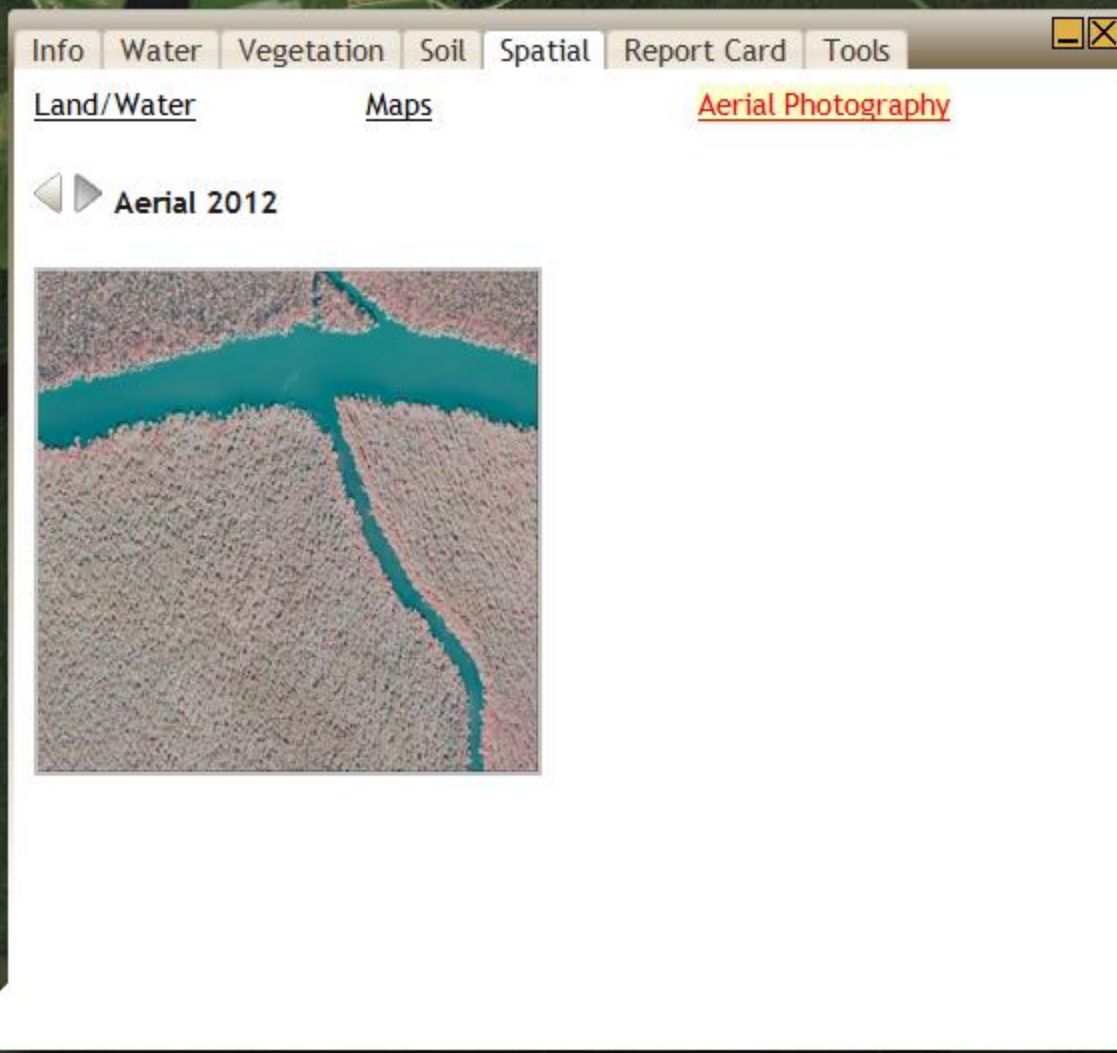 Info Water Vegetation Soil Spatial Report Card Tools
Land/Water Maps Aerial Photography
Aerial 2012